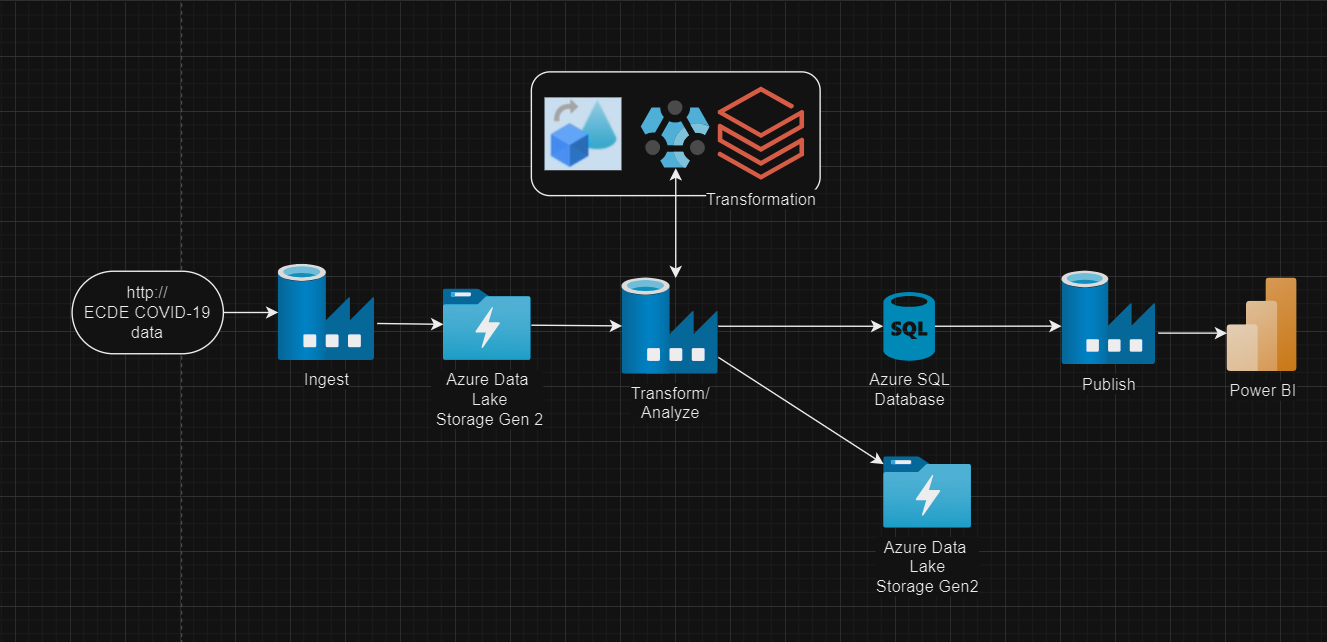 Transformation
http://
ECDE COVID-19
data
Ingest
Azure Data
Lake
Storage Gen 2
Transform/
Analyze
SQL
Azure SQL
Database
Publish
Power BI
Azure Data
Lake
Storage Gen2